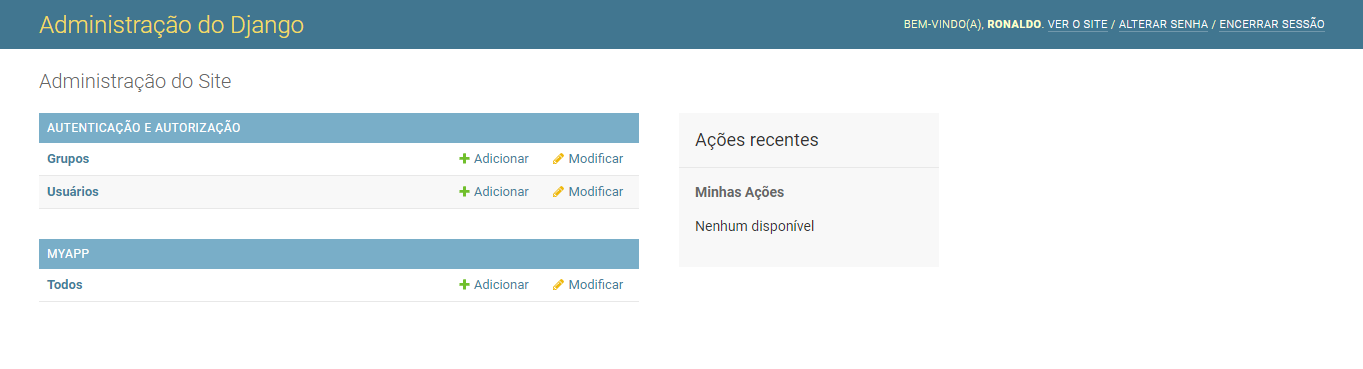 Administração do Django
BEM-VINDO(A), RONALDO. VER O SITE / ALTERAR SENHA / ENCERRAR SESSÃO
Administração do Site
AUTENTICAÇÃO E AUTORIZAÇÃO
Grupos Adicionar Modificar
Usuários Adicionar Modificar
MYAPP
Todos Adicionar Modificar
Ações recentes
Minhas Ações
Nenhum disponível